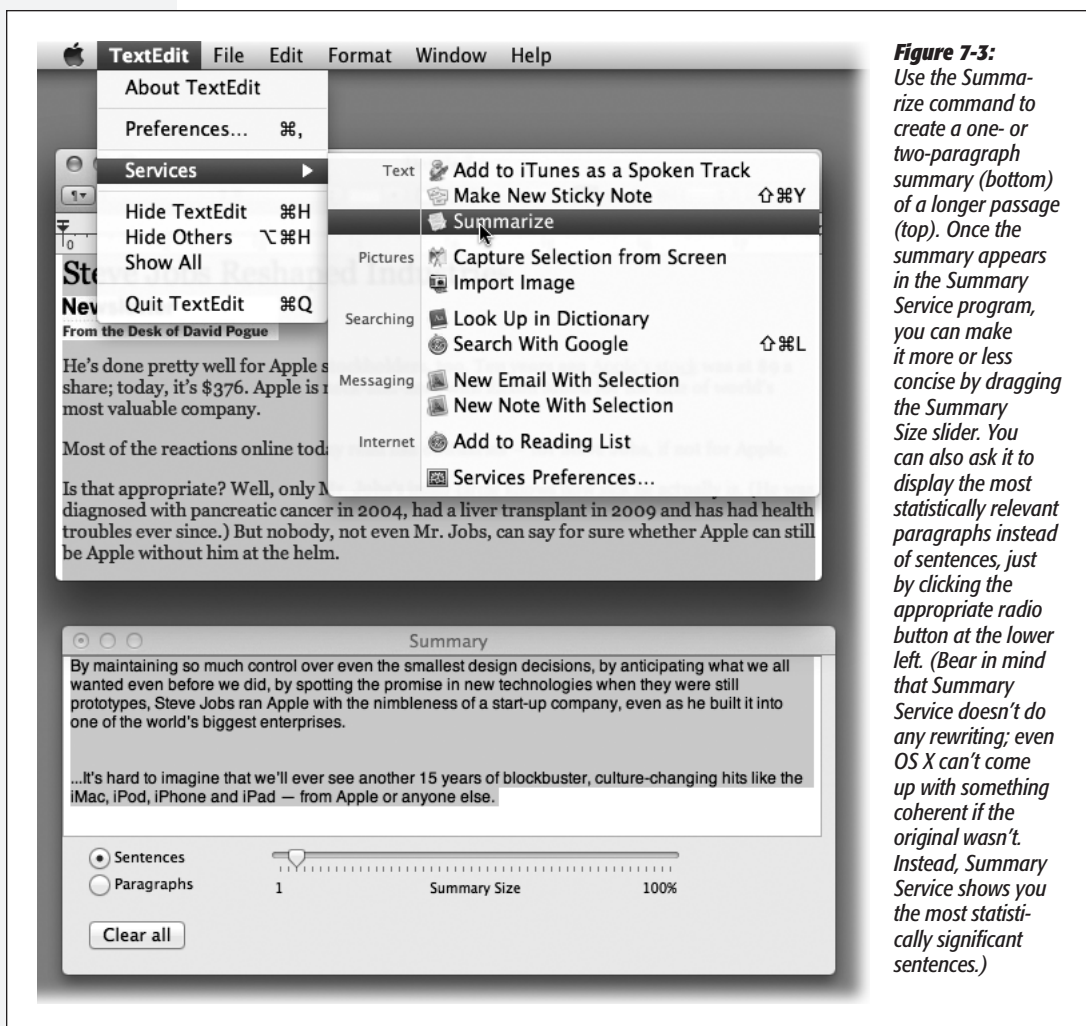 TextEdit File Edit Format Window Help
About TextEdit
Preferences... ⌘,
Services ▶
Hide TextEdit ⌘H
Hide Others ⌥⌘H
Show All
Quit TextEdit ⌘Q
Text Add to iTunes as a Spoken Track
Make New Sticky Note ⇧⌘Y
Summarize
Pictures Capture Selection from Screen
Import Image
Searching Look Up in Dictionary
Search With Google ⇧⌘L
Messaging New Email With Selection
New Note With Selection
Internet Add to Reading List
Services Preferences...
0
Steve Jobs Reshaped Industries
From the Desk of David Pogue
He's done pretty well for Apple
share; today, it's $376. Apple is
most valuable company.
Most of the reactions online today if not for Apple.
Is that appropriate? Well, only
diagnosed with pancreatic cancer in 2004, had a liver transplant in 2009 and has had health
troubles ever since.) But nobody, not even Mr. Jobs, can say for sure whether Apple can still
be Apple without him at the helm.
Summary
By maintaining so much control over even the smallest design decisions, by anticipating what we all
wanted even before we did, by spotting the promise in new technologies when they were still
prototypes, Steve Jobs ran Apple with the nimbleness of a start-up company, even as he built it into
one of the world's biggest enterprises.
...It's hard to imagine that we'll ever see another 15 years of blockbuster, culture-changing hits like the
iMac, iPod, iPhone and iPad — from Apple or anyone else.
Sentences
Paragraphs
1 Summary Size 100%
Clear all
Figure 7-3:
Use the Summa-
rize command to
create a one- or
two-paragraph
summary (bottom)
of a longer passage
(top). Once the
summary appears
in the Summary
Service program,
you can make
it more or less
concise by dragging
the Summary
Size slider. You
can also ask it to
display the most
statistically relevant
paragraphs instead
of sentences, just
by clicking the
appropriate radio
button at the lower
left. (Bear in mind
that Summary
Service doesn't do
any rewriting; even
OS X can't come
up with something
coherent if the
original wasn't.
Instead, Summary
Service shows you
the most statisti-
cally significant
sentences.)